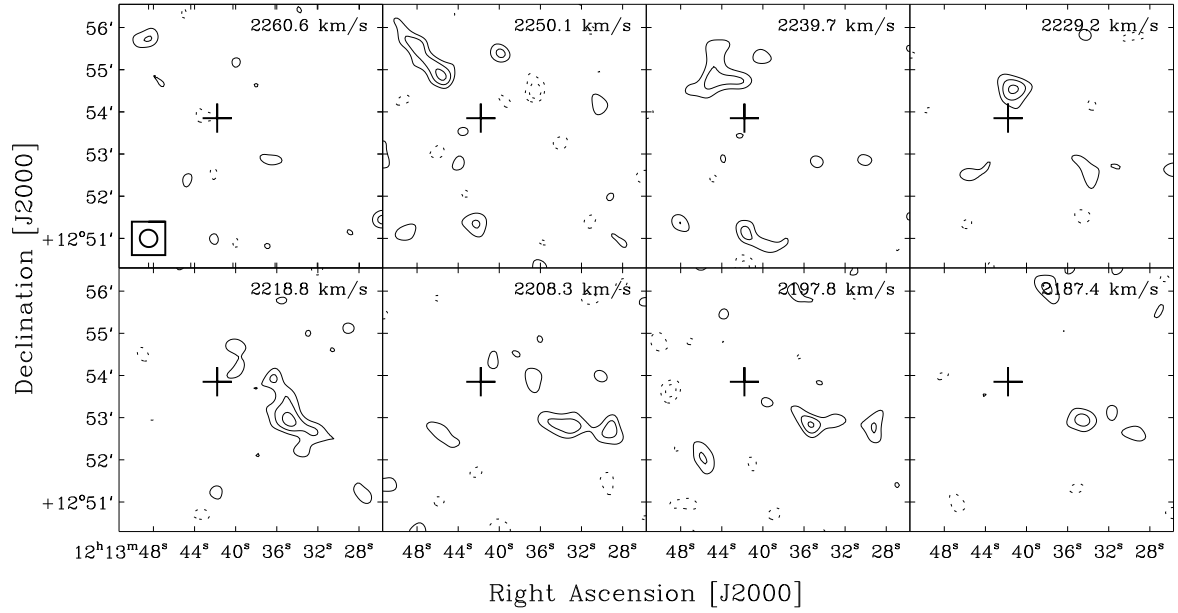 2260.6 km/s 2250.1 km/s 2239.7 km/s 2229.2 km/s
56′
55′
54′
53′
52′
+12°51′
2218.8 km/s 2208.3 km/s 2197.8 km/s 2187.4 km/s
56′
55′
54′
53′
52′
+12°51′
12ʰ13ᵐ48ˢ 44ˢ 40ˢ 36ˢ 32ˢ 28ˢ 48ˢ 44ˢ 40ˢ 36ˢ 32ˢ 28ˢ 48ˢ 44ˢ 40ˢ 36ˢ 32ˢ 28ˢ 48ˢ 44ˢ 40ˢ 36ˢ 32ˢ 28ˢ
Declination [J2000]
Right Ascension [J2000]